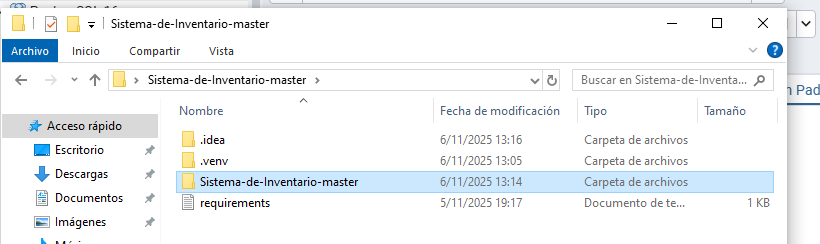 Sistema-de-Inventario-master
Archivo Inicio Compartir Vista
Sistema-de-Inventario-master
Buscar en Sistema-de-Inventa...
Nombre Fecha de modificación Tipo Tamaño
Acceso rápido
.idea 6/11/2025 13:16 Carpeta de archivos
Escritorio
.venv 6/11/2025 13:05 Carpeta de archivos
Descargas
Sistema-de-Inventario-master 6/11/2025 13:14 Carpeta de archivos
Documentos
requirements 5/11/2025 19:17 Documento de te... 1 KB
Imágenes